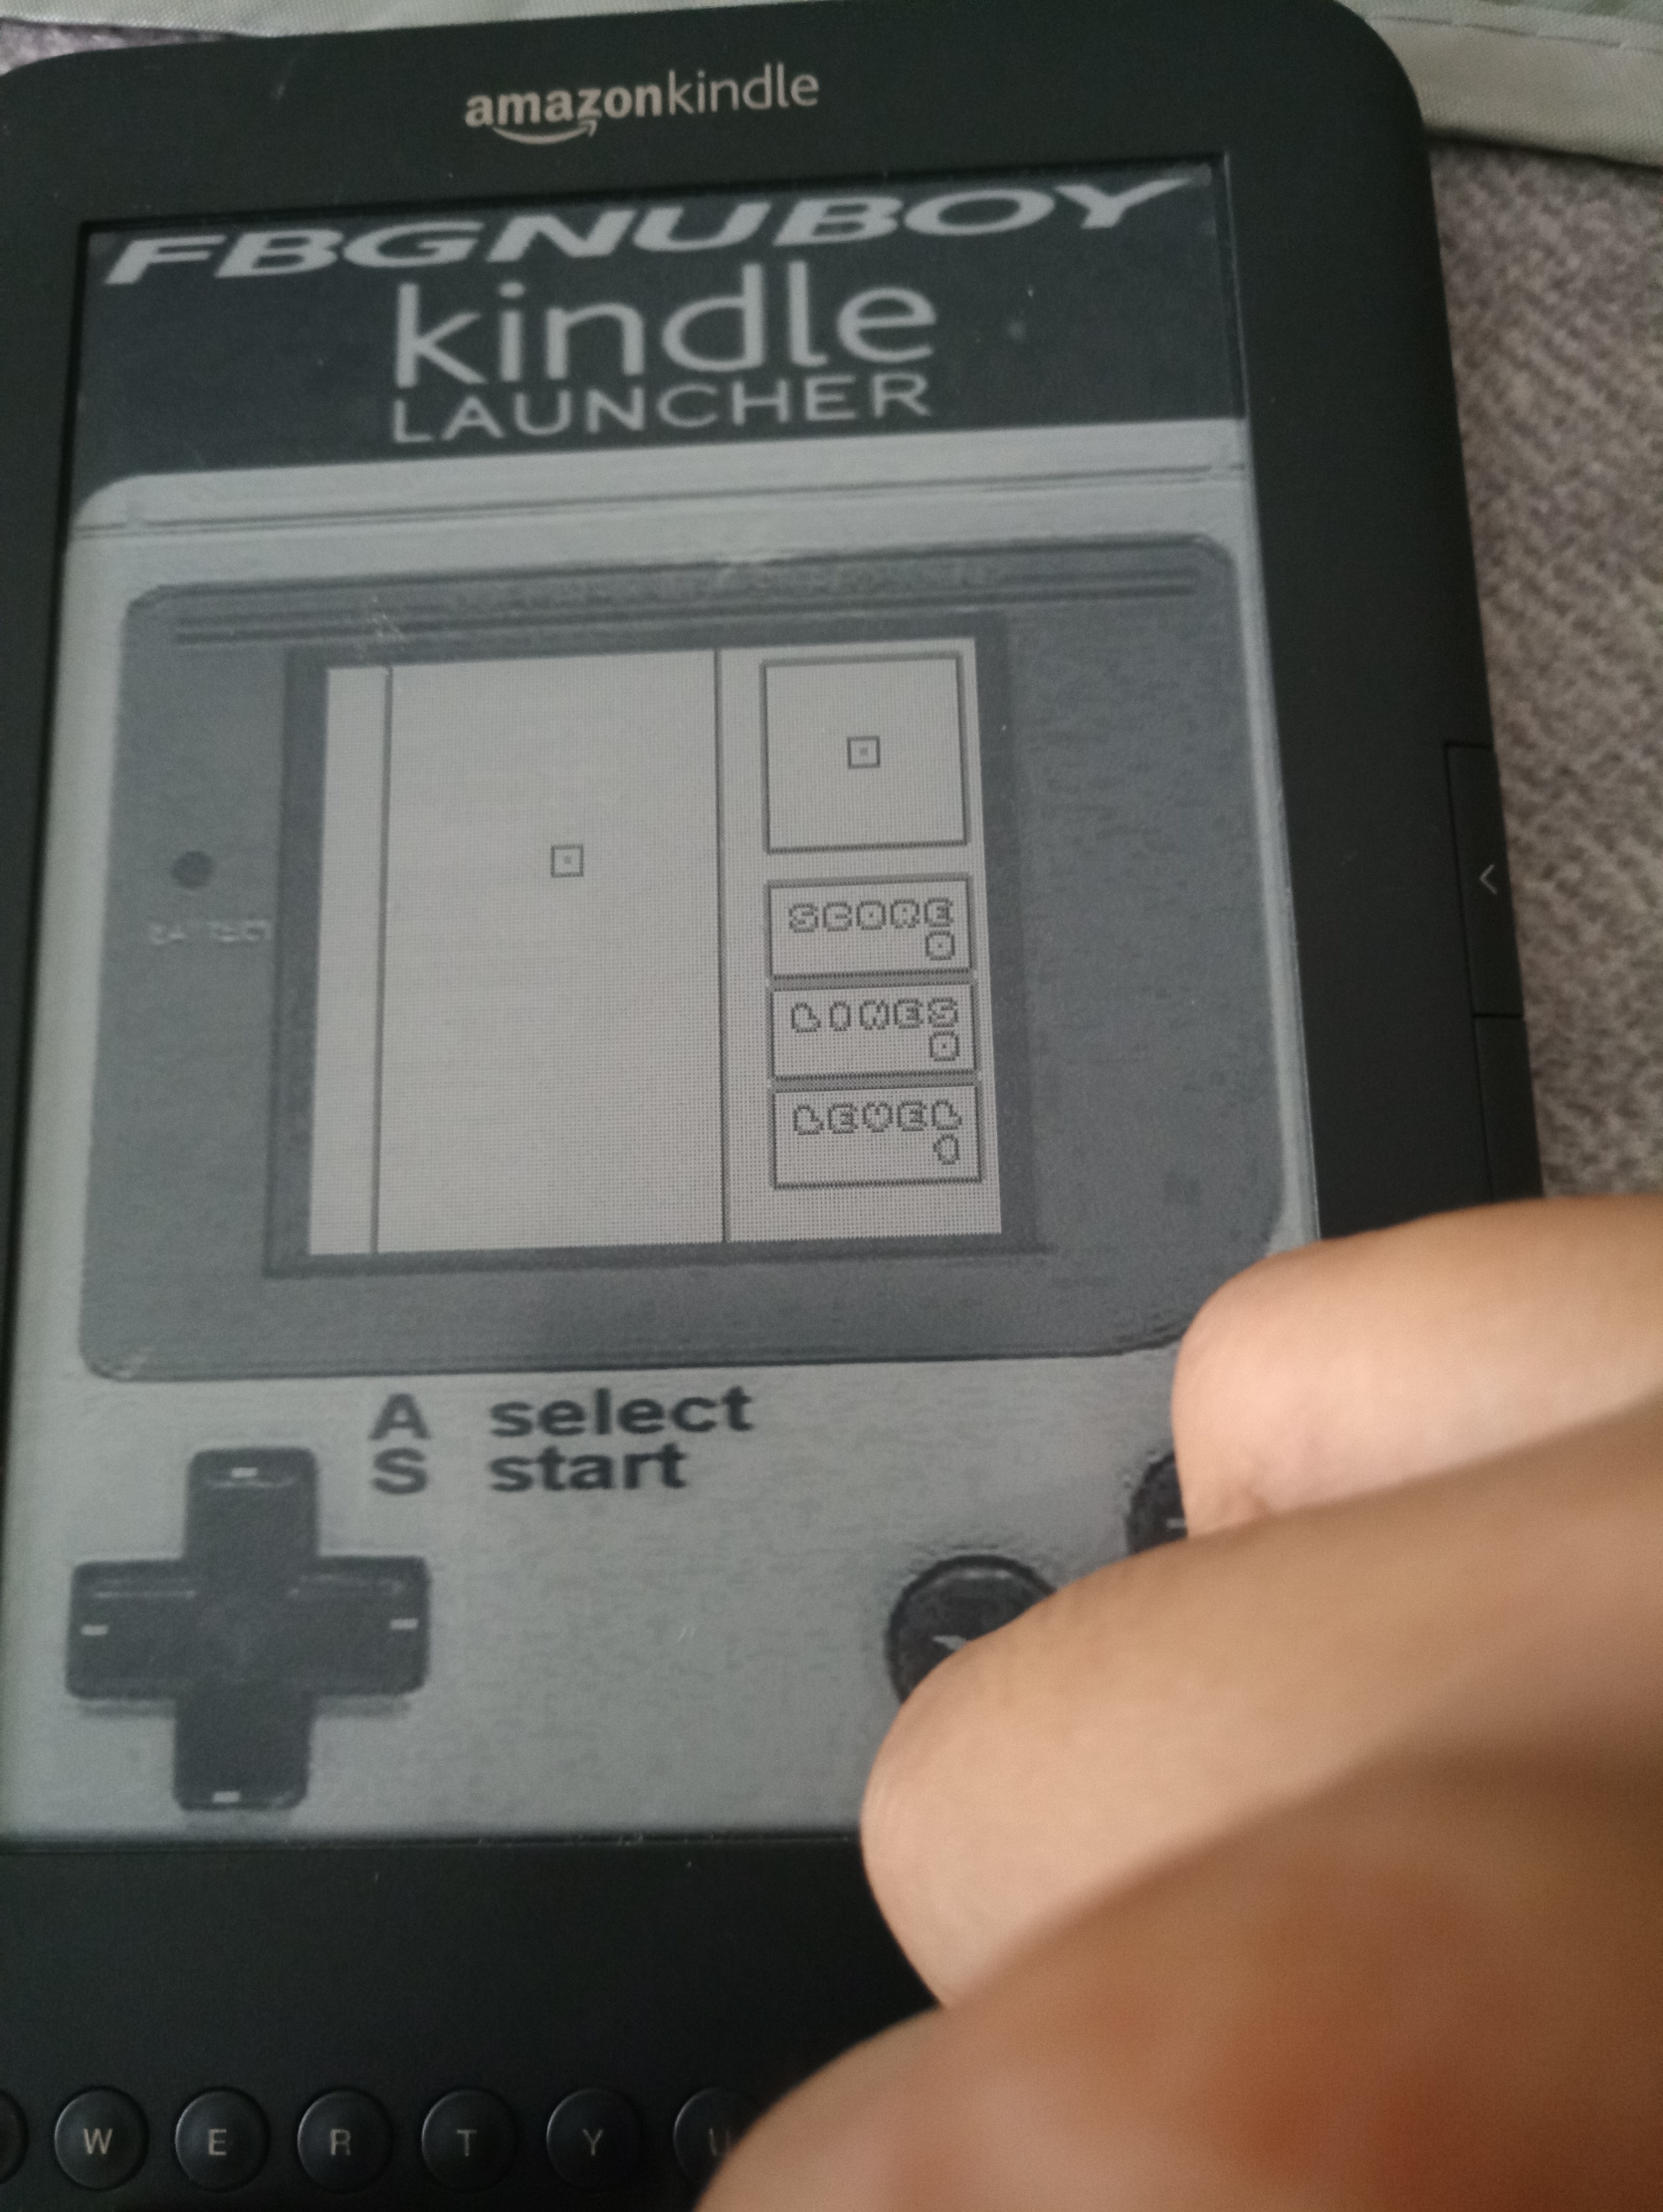 amazonkindle
FBGNUBOY
kindle
LAUNCHER
SCORE
0
LINES
0
LEVEL
0
A select
S start
W E R T Y U